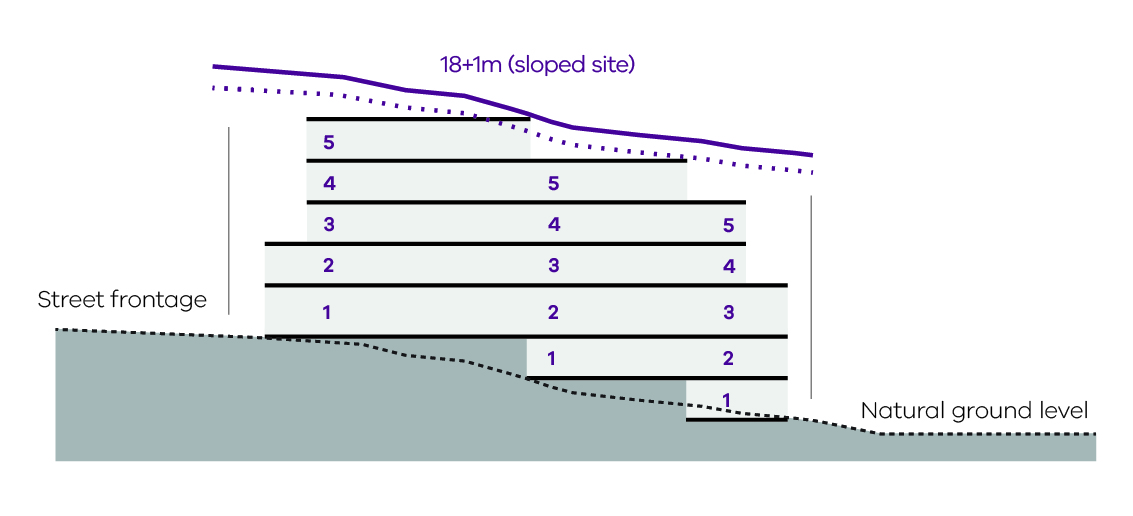 18+1m (sloped site)
5
4 5
3 4 5
2 3 4
Street frontage
1 2 3
1 2
1
Natural ground level